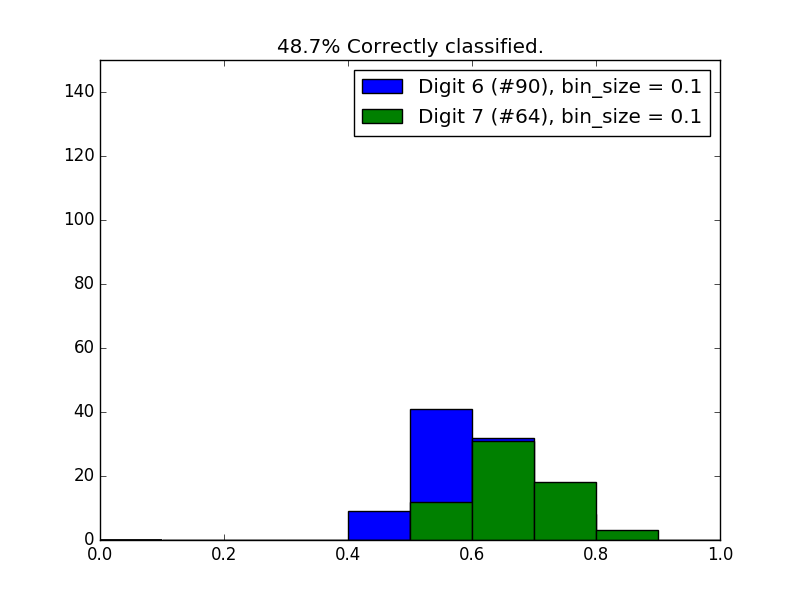 48.7% Correctly classified.
Digit 6 (#90), bin_size = 0.1
Digit 7 (#64), bin_size = 0.1
140
120
100
80
60
40
20
0
0.0 0.2 0.4 0.6 0.8 1.0